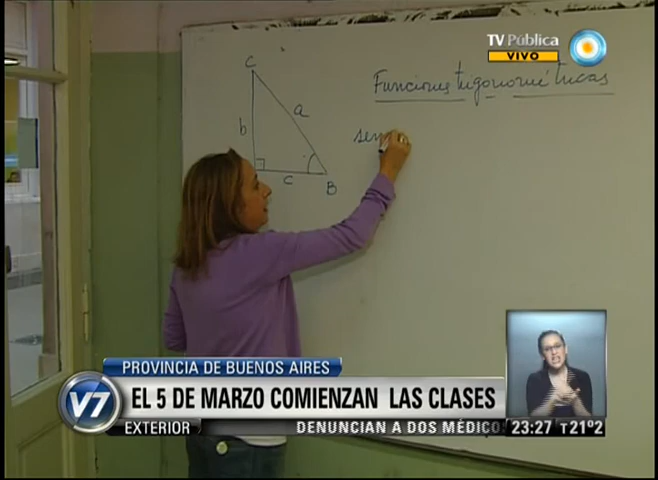 TV Pública
VIVO
Funciones trigonométricas
C
a
b
sen
c
B
PROVINCIA DE BUENOS AIRES
V7
EL 5 DE MARZO COMIENZAN LAS CLASES
EXTERIOR
DENUNCIAN A DOS MÉDICOS
23:27 T21º2